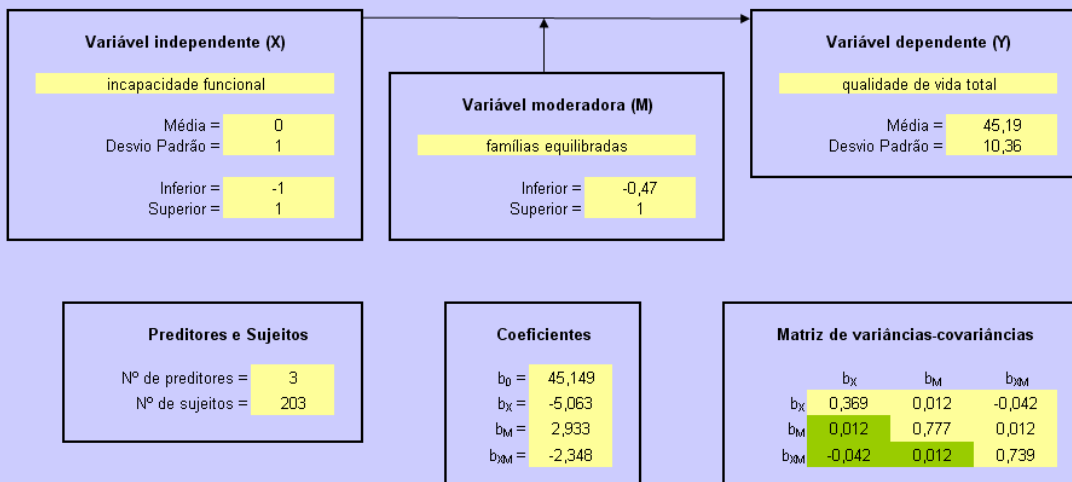 Variável independente (X)
incapacidade funcional
Média = 0
Desvio Padrão = 1
Inferior = -1
Superior = 1
Variável moderadora (M)
famílias equilibradas
Inferior = -0,47
Superior = 1
Variável dependente (Y)
qualidade de vida total
Média = 45,19
Desvio Padrão = 10,36
Preditores e Sujeitos
Nº de preditores = 3
Nº de sujeitos = 203
Coeficientes
b0 = 45,149
bX = -5,063
bM = 2,933
bXM = -2,348
Matriz de variâncias-covariâncias
bX bM bXM
bX 0,369 0,012 -0,042
bM 0,012 0,777 0,012
bXM -0,042 0,012 0,739